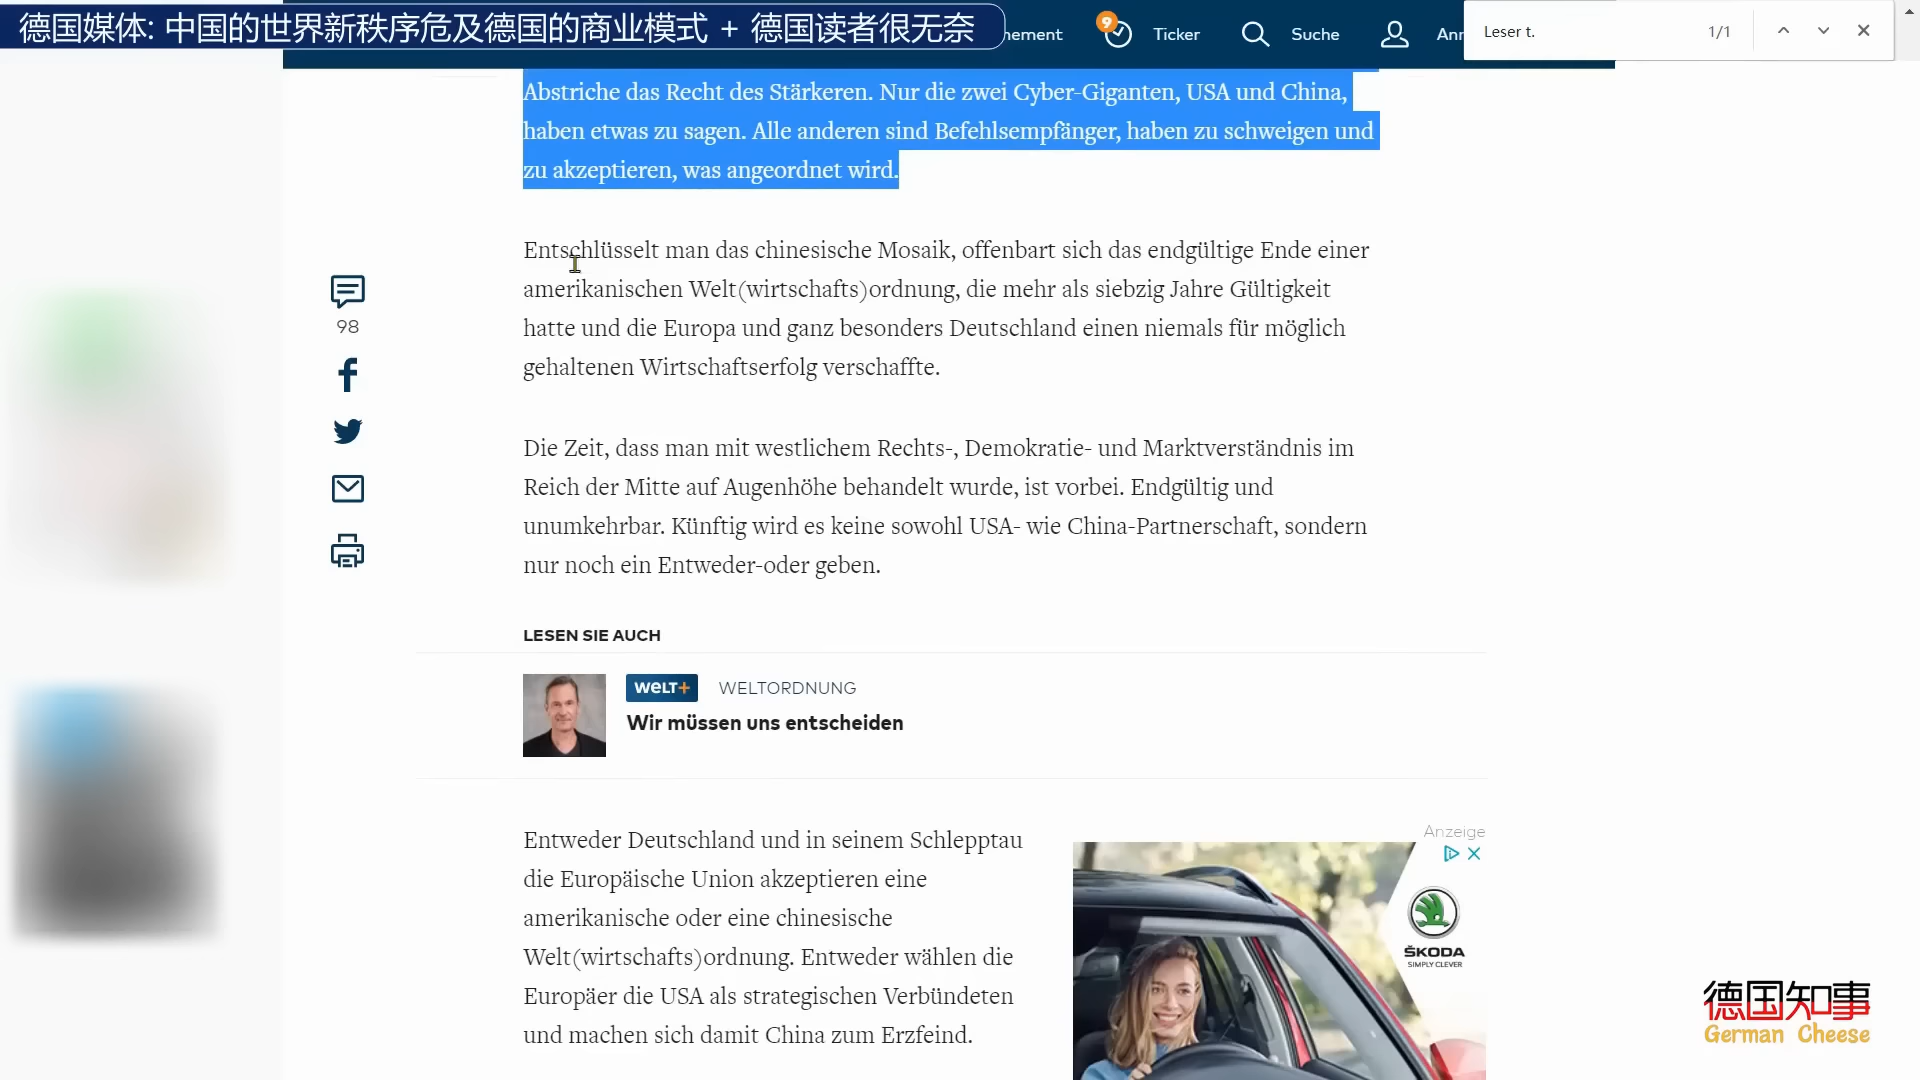 德国媒体: 中国的世界新秩序危及德国的商业模式 + 德国读者很无奈
nement
9
Ticker
Suche
Leser t.
1/1
Abstriche das Recht des Stärkeren. Nur die zwei Cyber-Giganten, USA und China,
haben etwas zu sagen. Alle anderen sind Befehlsempfänger, haben zu schweigen und
zu akzeptieren, was angeordnet wird.
Entschlüsselt man das chinesische Mosaik, offenbart sich das endgültige Ende einer
amerikanischen Welt(wirtschafts)ordnung, die mehr als siebzig Jahre Gültigkeit
hatte und die Europa und ganz besonders Deutschland einen niemals für möglich
gehaltenen Wirtschaftserfolg verschaffte.
98
Die Zeit, dass man mit westlichem Rechts-, Demokratie- und Marktverständnis im
Reich der Mitte auf Augenhöhe behandelt wurde, ist vorbei. Endgültig und
unumkehrbar. Künftig wird es keine sowohl USA- wie China-Partnerschaft, sondern
nur noch ein Entweder-oder geben.
LESEN SIE AUCH
WELT+ WELTORDNUNG
Wir müssen uns entscheiden
Entweder Deutschland und in seinem Schlepptau
die Europäische Union akzeptieren eine
amerikanische oder eine chinesische
Welt(wirtschafts)ordnung. Entweder wählen die
Europäer die USA als strategischen Verbündeten
und machen sich damit China zum Erzfeind.
Anzeige
ŠKODA
SIMPLY CLEVER
德国知事
German Cheese